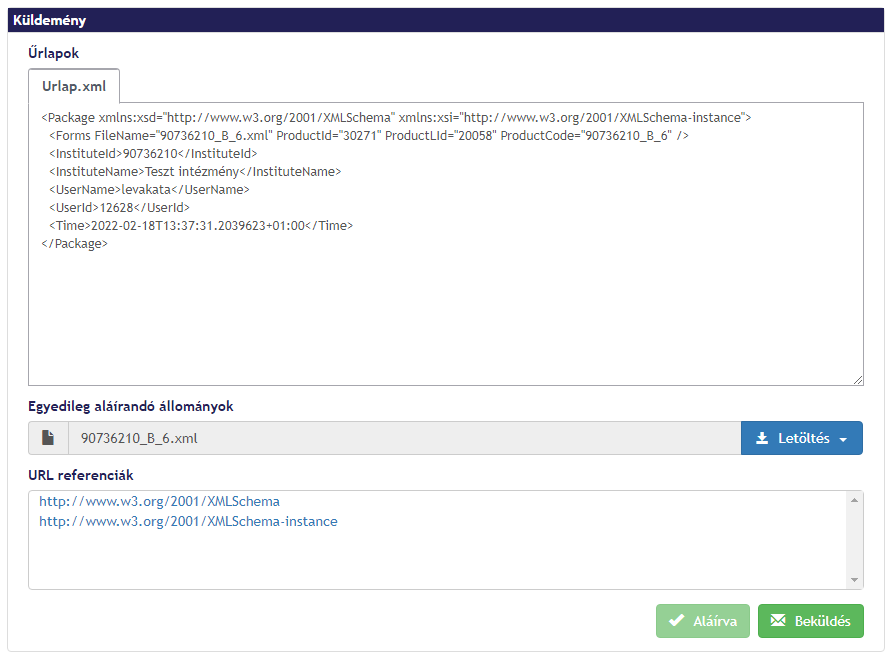 Küldemény
Űrlapok
Urlap.xml
<Package xmlns:xsd="http://www.w3.org/2001/XMLSchema" xmlns:xsi="http://www.w3.org/2001/XMLSchema-instance">
  <Forms FileName="90736210_B_6.xml" ProductId="30271" ProductLId="20058" ProductCode="90736210_B_6" />
  <InstituteId>90736210</InstituteId>
  <InstituteName>Teszt intézmény</InstituteName>
  <UserName>levakata</UserName>
  <UserId>12628</UserId>
  <Time>2022-02-18T13:37:31.2039623+01:00</Time>
</Package>
Egyedileg aláírandó állományok
90736210_B_6.xml Letöltés
URL referenciák
http://www.w3.org/2001/XMLSchema
http://www.w3.org/2001/XMLSchema-instance
Aláírva Beküldés